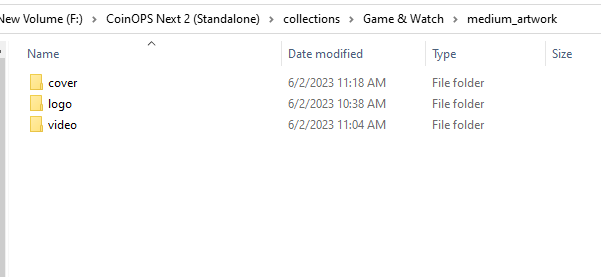 New Volume (F:) > CoinOPS Next 2 (Standalone) > collections > Game & Watch > medium_artwork
Name Date modified Type Size
cover 6/2/2023 11:18 AM File folder
logo 6/2/2023 10:38 AM File folder
video 6/2/2023 11:04 AM File folder